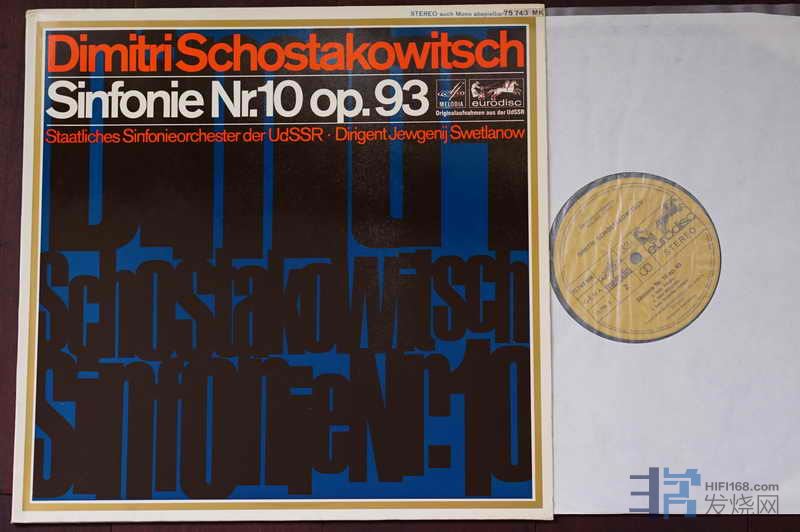 STEREO auch Mono abspielbar 75 743 MK
Dimitri Schostakowitsch
Sinfonie Nr.10 op.93
MELODIA
eurodisc
Originalaufnahmen aus der UdSSR
Staatliches Sinfonieorchester der UdSSR · Dirigent Jewgenij Swetlanow
Dimitri
Schostakowitsch
Sinfonie Nr. 10
eurodisc
STEREO
HIFI168.com
发烧网